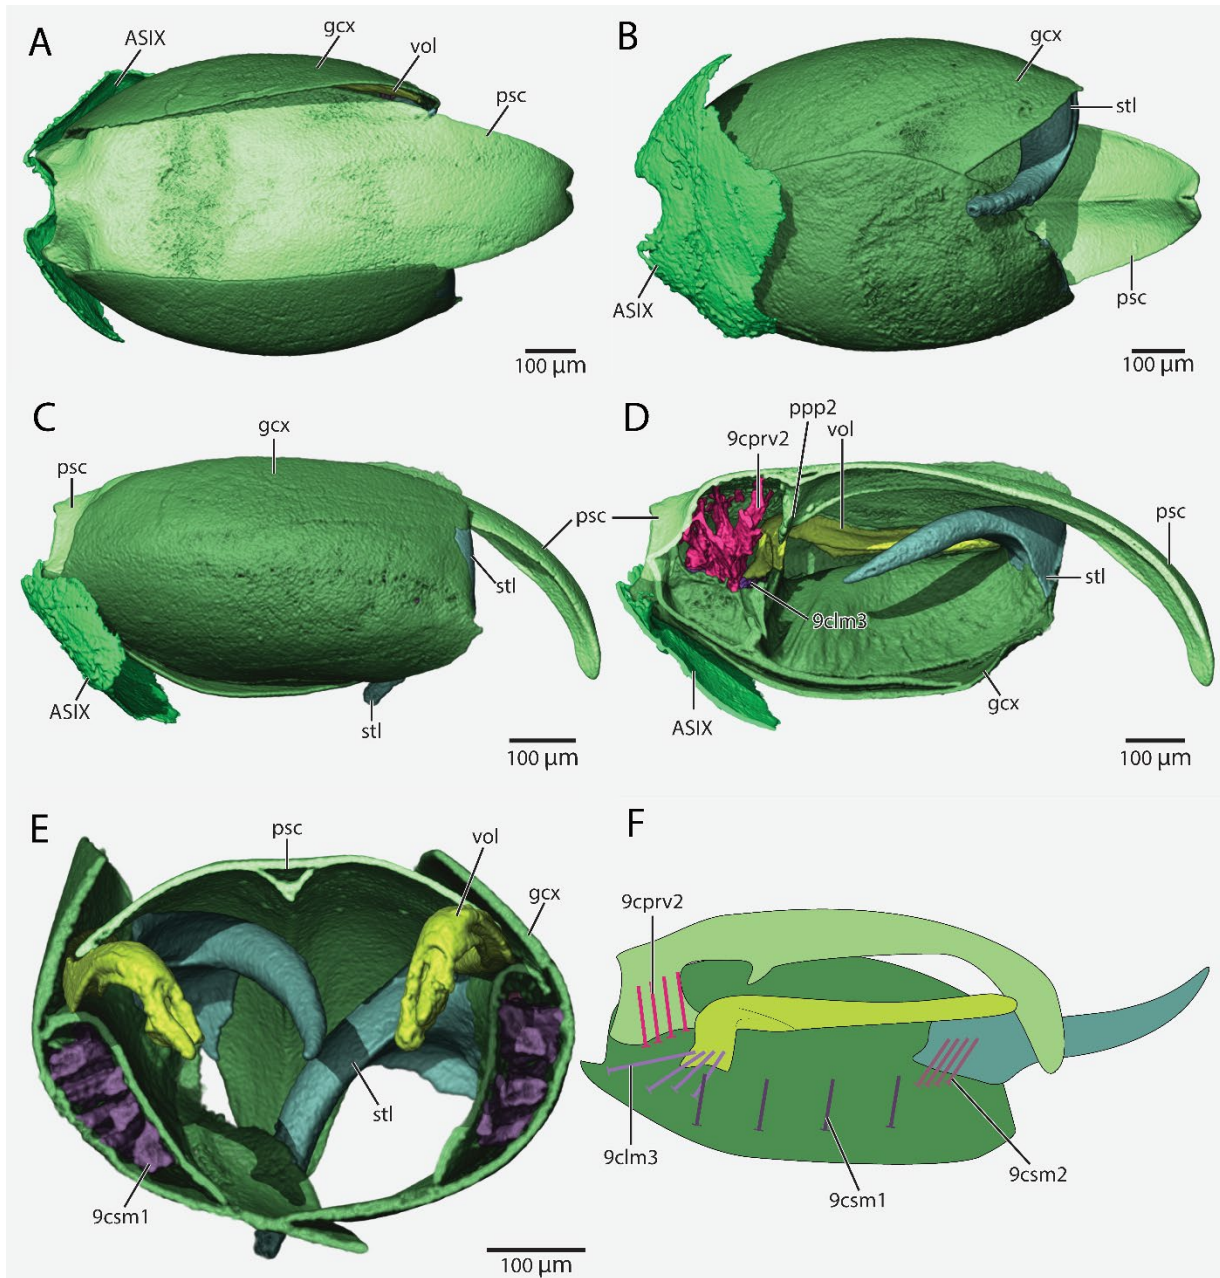 A
ASIX
gcx
vol
psc
100 µm
B
gcx
stl
psc
ASIX
100 µm
C
gcx
psc
psc
stl
ASIX
stl
100 µm
D
ppp2
9cprv2
vol
psc
stl
9clm3
gcx
ASIX
100 µm
E
psc
vol
gcx
stl
9csm1
100 µm
F
9cprv2
9clm3
9csm1
9csm2